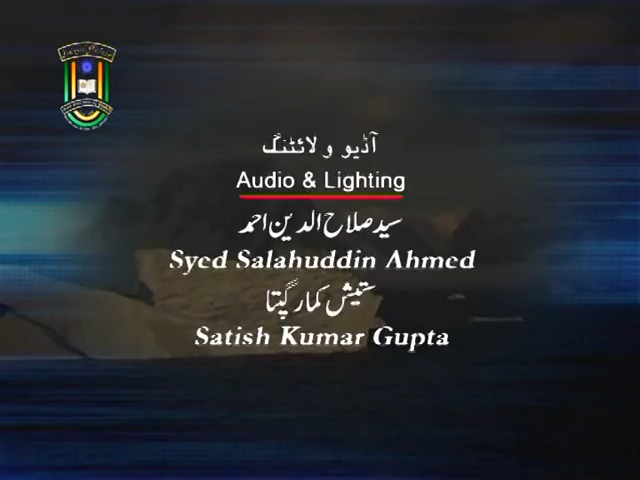 آڈیو و لائٹنگ
Audio & Lighting
سید صلاح الدین احمد
Syed Salahuddin Ahmed
ستیش کمار گپتا
Satish Kumar Gupta